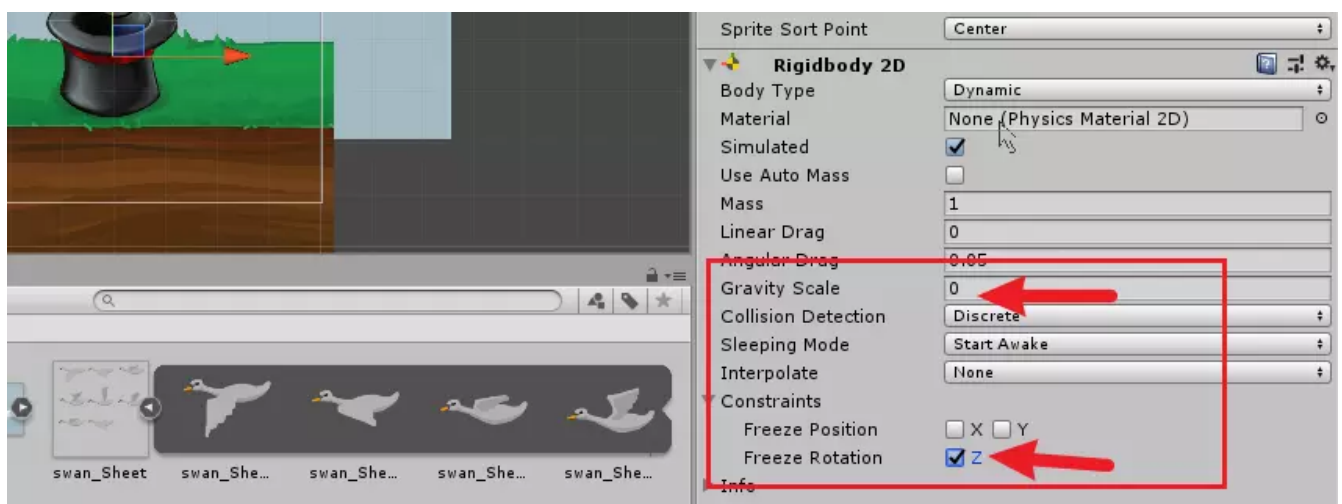 Sprite Sort Point Center
Rigidbody 2D
Body Type Dynamic
Material None (Physics Material 2D)
Simulated
Use Auto Mass
Mass 1
Linear Drag 0
Angular Drag 0.05
Gravity Scale 0
Collision Detection Discrete
Sleeping Mode Start Awake
Interpolate None
Constraints
Freeze Position X Y
Freeze Rotation Z
Info
swan_Sheet swan_She... swan_She... swan_She... swan_She...